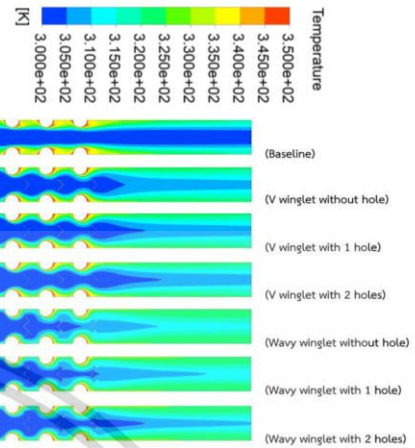 Temperature
3.500e+02
3.450e+02
3.400e+02
3.350e+02
3.300e+02
3.250e+02
3.200e+02
3.150e+02
3.100e+02
3.050e+02
3.000e+02
[K]
(Baseline)
(V winglet without hole)
(V winglet with 1 hole)
(V winglet with 2 holes)
(Wavy winglet without hole)
(Wavy winglet with 1 hole)
(Wavy winglet with 2 holes)